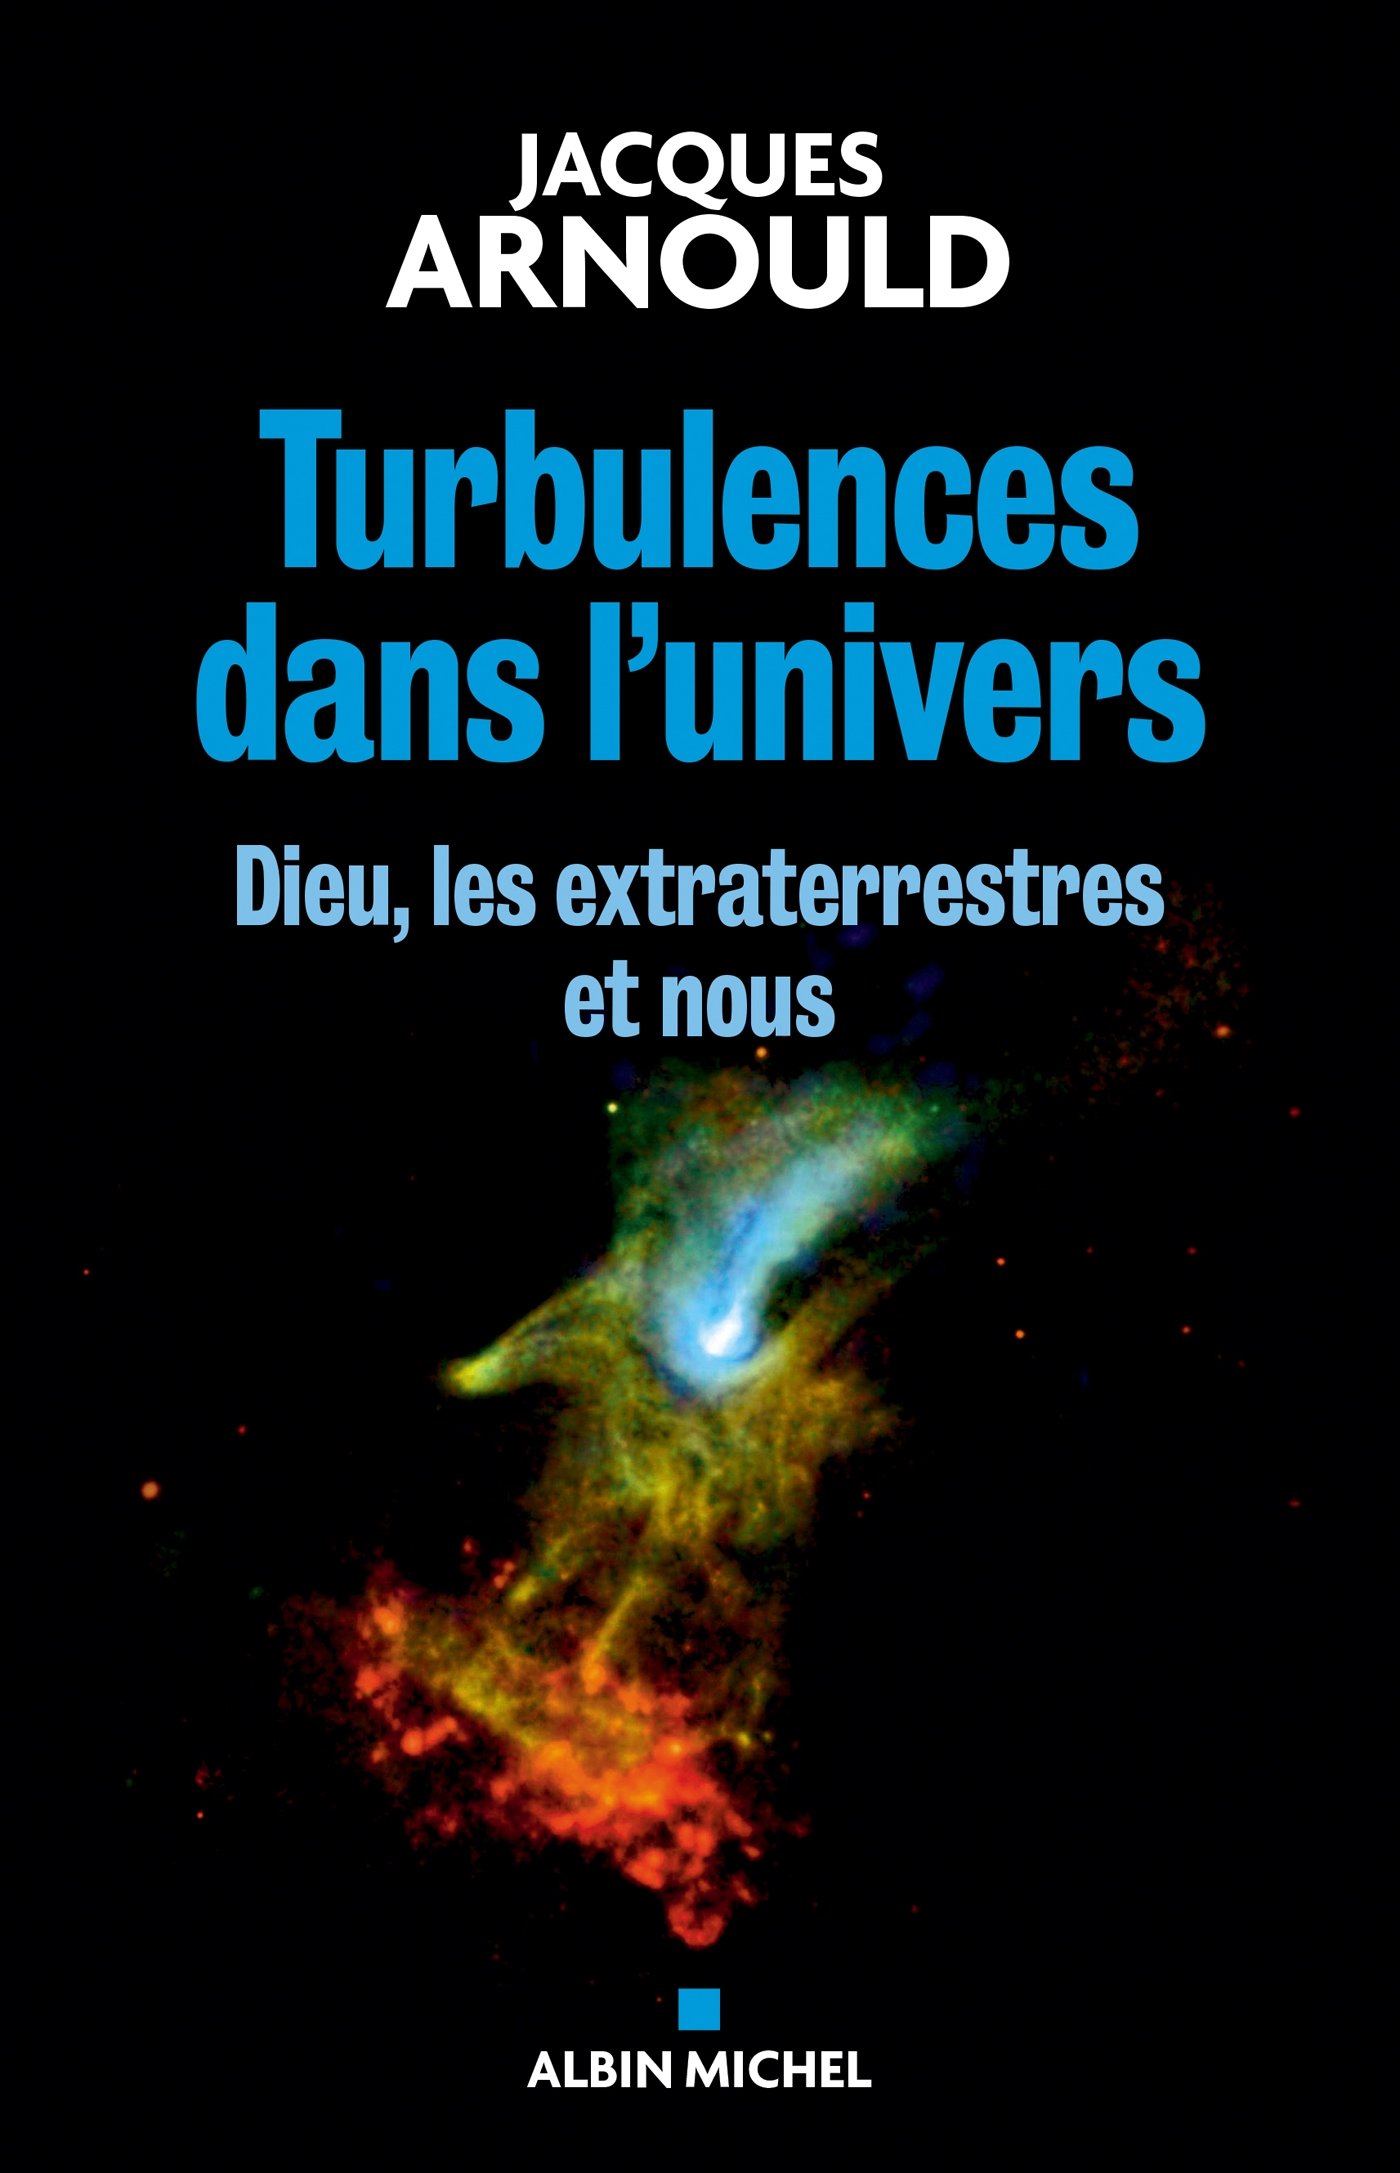 JACQUES
ARNOULD
Turbulences
dans l’univers
Dieu, les extraterrestres
et nous
ALBIN MICHEL